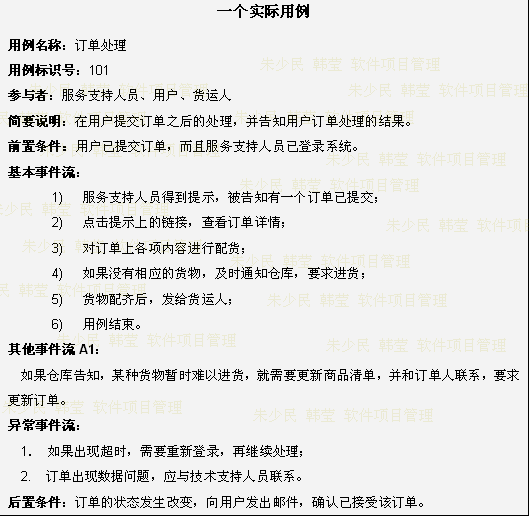 一个实际用例
用例名称：订单处理
用例标识号：101
参与者：服务支持人员、用户、货运人
简要说明：在用户提交订单之后的处理，并告知用户订单处理的结果。
前置条件：用户已提交订单，而且服务支持人员已登录系统。
基本事件流：
1) 服务支持人员得到提示，被告知有一个订单已提交；
2) 点击提示上的链接，查看订单详情；
3) 对订单上各项内容进行配货；
4) 如果没有相应的货物，及时通知仓库，要求进货；
5) 货物配齐后，发给货运人；
6) 用例结束。
其他事件流 A1：
如果仓库告知，某种货物暂时难以进货，就需要更新商品清单，并和订单人联系，要求
更新订单。
异常事件流：
1. 如果出现超时，需要重新登录，再继续处理；
2. 订单出现数据问题，应与技术支持人员联系。
后置条件：订单的状态发生改变，向用户发出邮件，确认已接受该订单。
朱少民 韩莹 软件项目管理